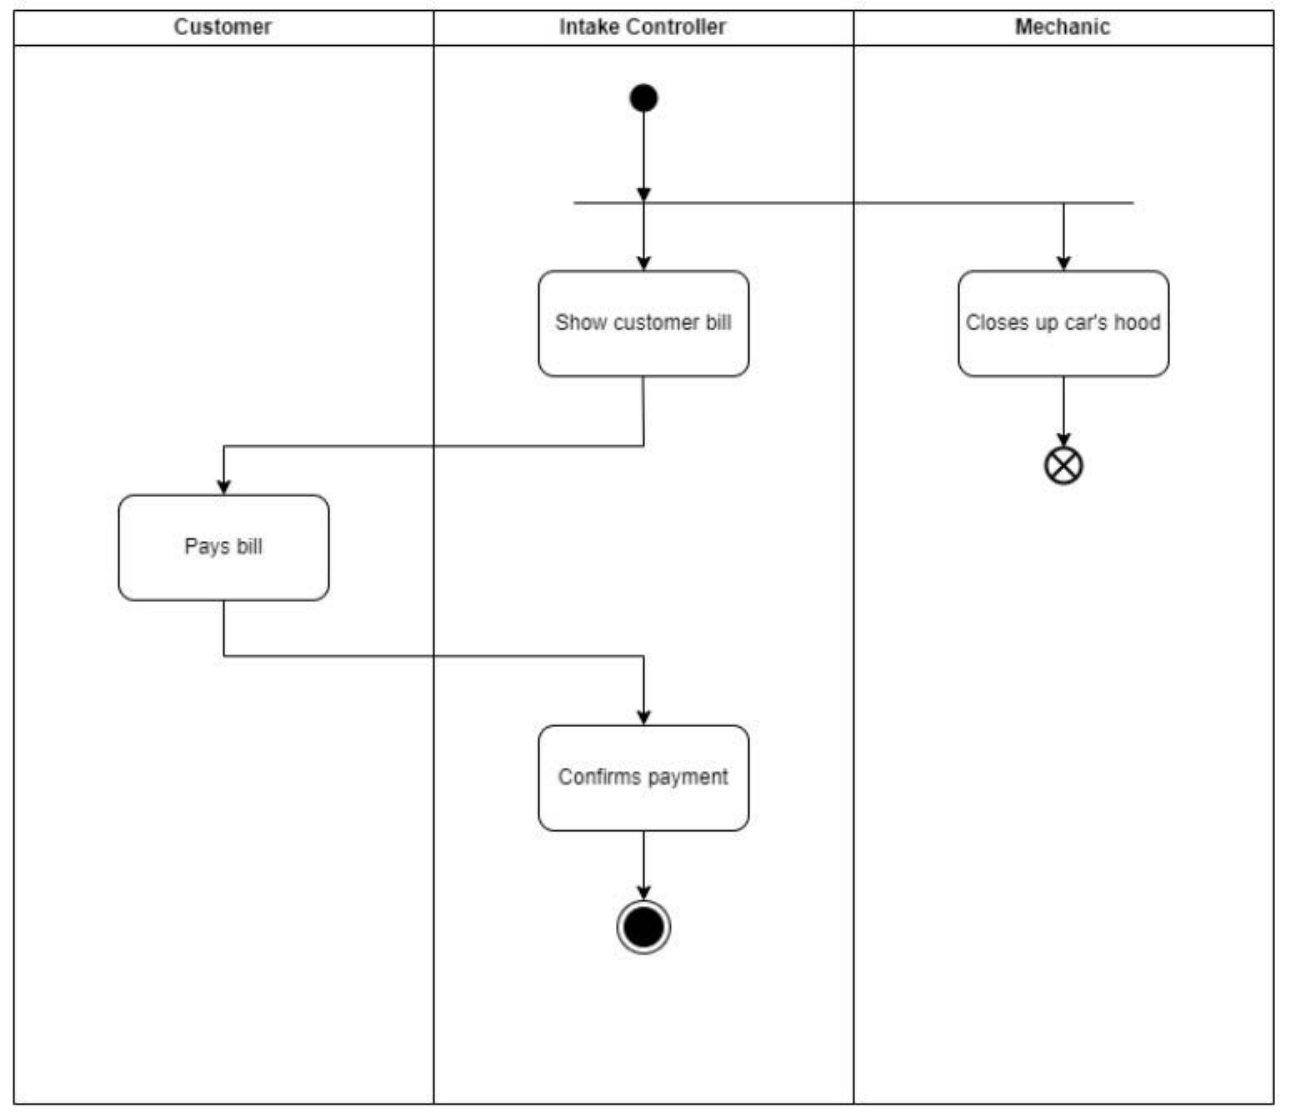 Customer
Intake Controller
Mechanic
Show customer bill
Closes up car's hood
Pays bill
Confirms payment